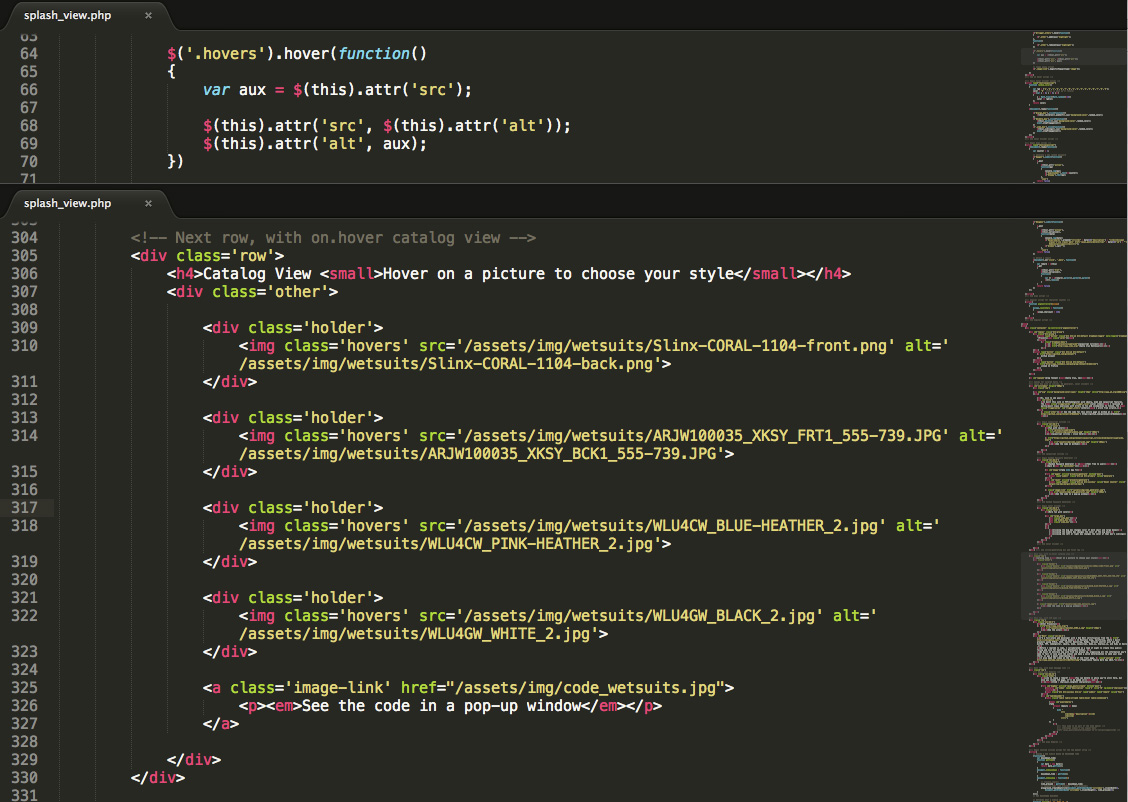 splash_view.php ×
63
64 $('.hovers').hover(function()
65 {
66 var aux = $(this).attr('src');
67
68 $(this).attr('src', $(this).attr('alt'));
69 $(this).attr('alt', aux);
70 })
71
splash_view.php ×
303
304 <!-- Next row, with on.hover catalog view -->
305 <div class='row'>
306 <h4>Catalog View <small>Hover on a picture to choose your style</small></h4>
307 <div class='other'>
308
309 <div class='holder'>
310 <img class='hovers' src='/assets/img/wetsuits/Slinx-CORAL-1104-front.png' alt='
/assets/img/wetsuits/Slinx-CORAL-1104-back.png'>
311 </div>
312
313 <div class='holder'>
314 <img class='hovers' src='/assets/img/wetsuits/ARJW100035_XKSY_FRT1_555-739.JPG' alt='
/assets/img/wetsuits/ARJW100035_XKSY_BCK1_555-739.JPG'>
315 </div>
316
317 <div class='holder'>
318 <img class='hovers' src='/assets/img/wetsuits/WLU4CW_BLUE-HEATHER_2.jpg' alt='
/assets/img/wetsuits/WLU4CW_PINK-HEATHER_2.jpg'>
319 </div>
320
321 <div class='holder'>
322 <img class='hovers' src='/assets/img/wetsuits/WLU4GW_BLACK_2.jpg' alt='
/assets/img/wetsuits/WLU4GW_WHITE_2.jpg'>
323 </div>
324
325 <a class='image-link' href="/assets/img/code_wetsuits.jpg">
326 <p><em>See the code in a pop-up window</em></p>
327 </a>
328
329 </div>
330 </div>
331